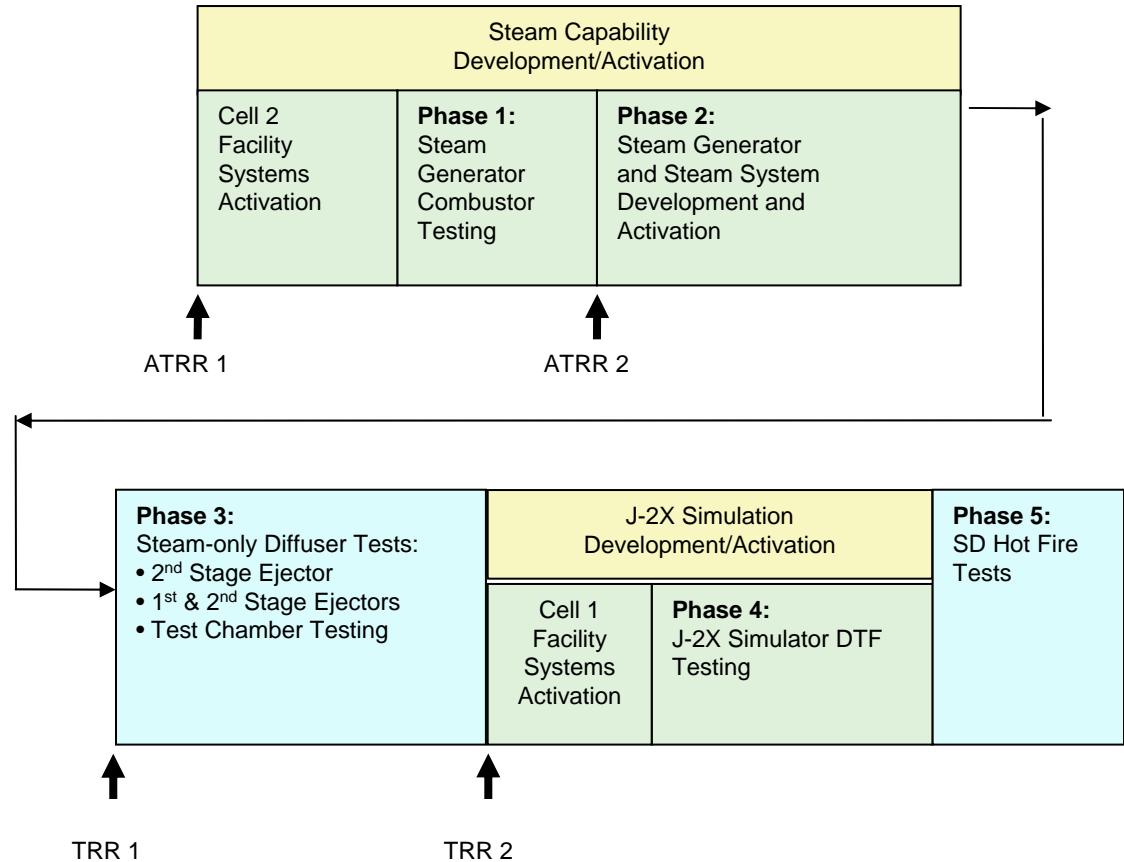 Steam Capability
Development/Activation
Cell 2
Facility
Systems
Activation
Phase 1:
Steam
Generator
Combustor
Testing
Phase 2:
Steam Generator
and Steam System
Development and
Activation
ATRR 1
ATRR 2
Phase 3:
Steam-only Diffuser Tests:
• 2nd Stage Ejector
• 1st & 2nd Stage Ejectors
• Test Chamber Testing
J-2X Simulation
Development/Activation
Cell 1
Facility
Systems
Activation
Phase 4:
J-2X Simulator DTF
Testing
Phase 5:
SD Hot Fire
Tests
TRR 1
TRR 2